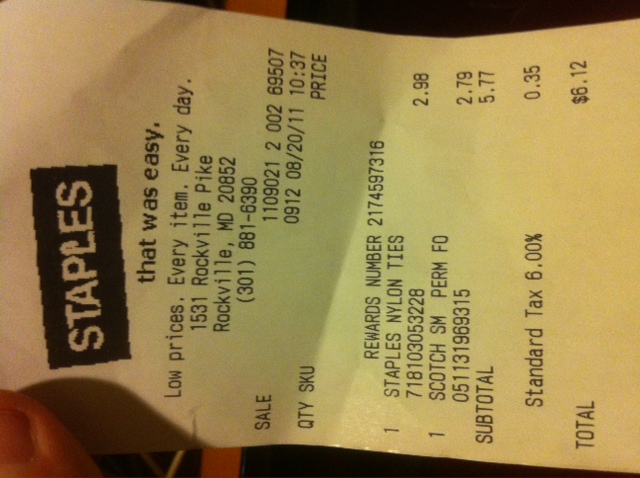 STAPLES
that was easy.
Low prices. Every item. Every day.
1531 Rockville Pike
Rockville, MD 20852
(301) 881-6390
SALE 1109021 2 002 69507
0912 08/20/11 10:37
QTY SKU PRICE
REWARDS NUMBER 2174597316
1 STAPLES NYLON TIES
718103053228 2.98
1 SCOTCH SM PERM FO
051131969315 2.79
SUBTOTAL 5.77
Standard Tax 6.00% 0.35
TOTAL $6.12